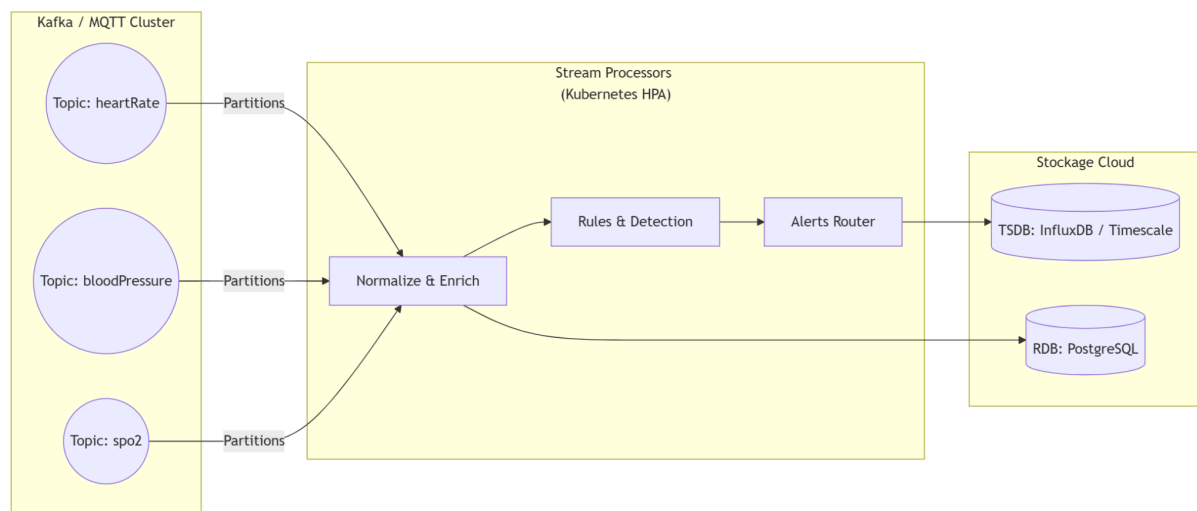 Kafka / MQTT Cluster
Topic: heartRate
Partitions
Topic: bloodPressure
Partitions
Topic: spo2
Partitions
Stream Processors
(Kubernetes HPA)
Normalize & Enrich
Rules & Detection
Alerts Router
Stockage Cloud
TSDB: InfluxDB / Timescale
RDB: PostgreSQL